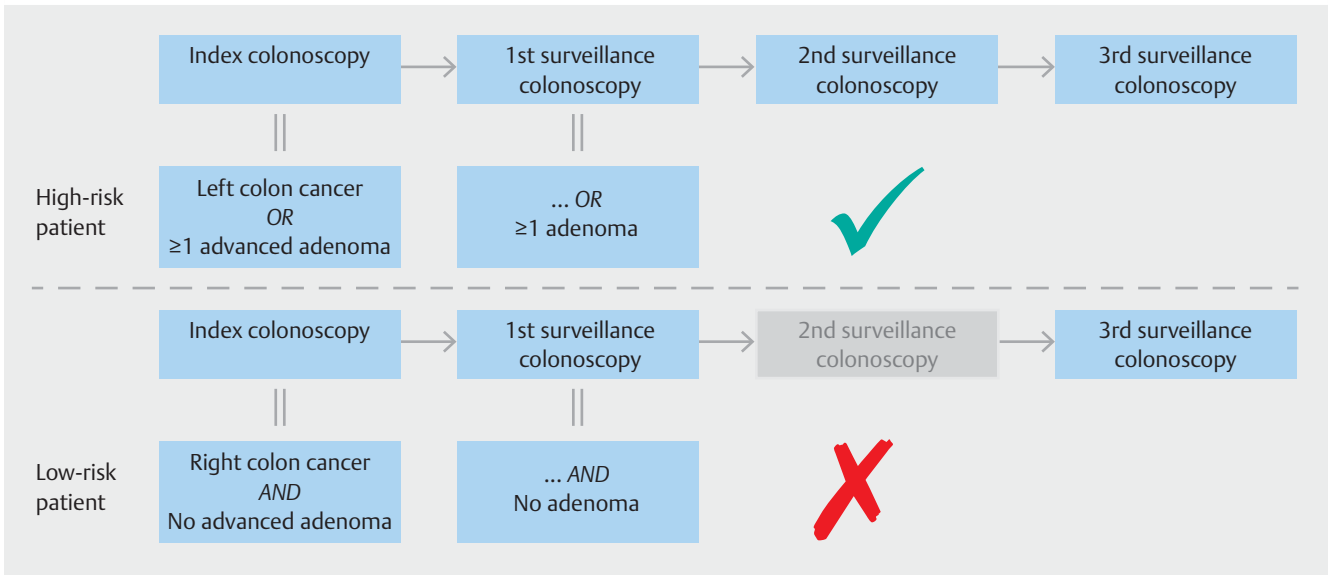 Index colonoscopy
1st surveillance
colonoscopy
2nd surveillance
colonoscopy
3rd surveillance
colonoscopy
High-risk
patient
Left colon cancer
OR
≥1 advanced adenoma
... OR
≥1 adenoma
Index colonoscopy
1st surveillance
colonoscopy
2nd surveillance
colonoscopy
3rd surveillance
colonoscopy
Low-risk
patient
Right colon cancer
AND
No advanced adenoma
... AND
No adenoma